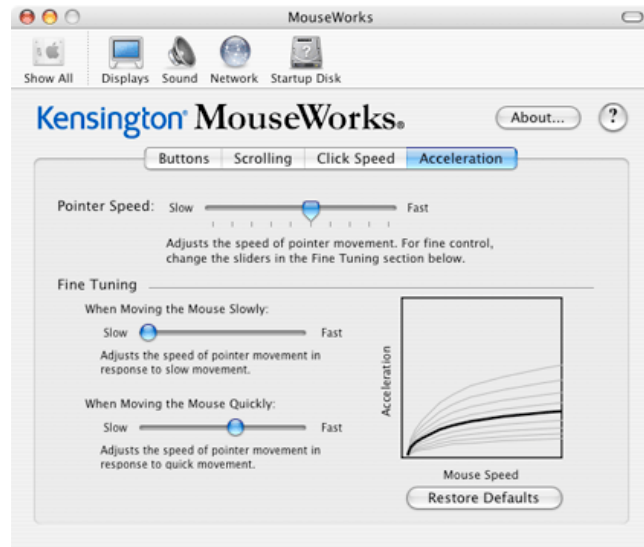 MouseWorks
Show All Displays Sound Network Startup Disk
Kensington® MouseWorks®
About... ?
Buttons Scrolling Click Speed Acceleration
Pointer Speed: Slow Fast
Adjusts the speed of pointer movement. For fine control,
change the sliders in the Fine Tuning section below.
Fine Tuning
When Moving the Mouse Slowly:
Slow Fast
Adjusts the speed of pointer movement in
response to slow movement.
When Moving the Mouse Quickly:
Slow Fast
Adjusts the speed of pointer movement in
response to quick movement.
Acceleration
Mouse Speed
Restore Defaults